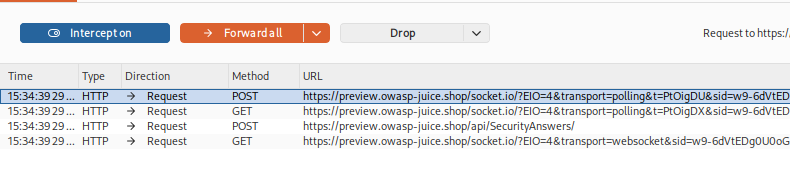 Intercept on Forward all Drop Request to https:/
Time Type Direction Method URL
15:34:39 29 ... HTTP → Request POST https://preview.owasp-juice.shop/socket.io/?EIO=4&transport=polling&t=PtOigDU&sid=w9-6dVtED
15:34:39 29 ... HTTP → Request GET https://preview.owasp-juice.shop/socket.io/?EIO=4&transport=polling&t=PtOigDX&sid=w9-6dVtED
15:34:39 29 ... HTTP → Request POST https://preview.owasp-juice.shop/api/SecurityAnswers/
15:34:39 29 ... HTTP → Request GET https://preview.owasp-juice.shop/socket.io/?EIO=4&transport=websocket&sid=w9-6dVtEDg0U0oG